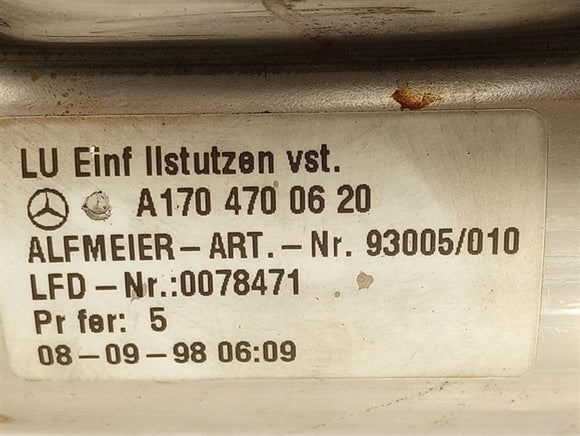 LU Einf llstutzen vst.
A170 470 06 20
ALFMEIER-ART.-Nr. 93005/010
LFD-Nr.:0078471
Pr fer: 5
08-09-98 06:09